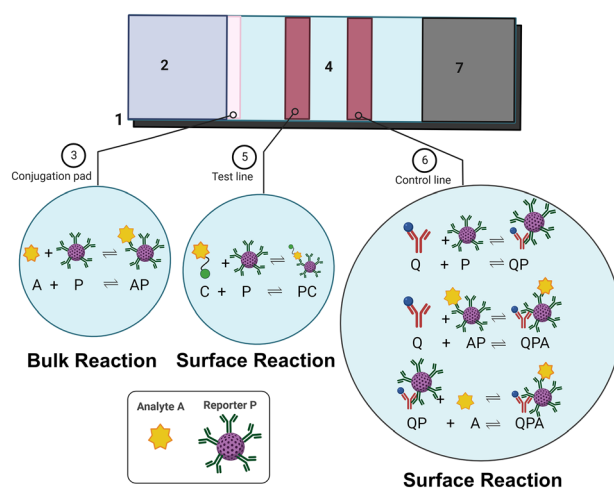 2
4
7
1
3
Conjugation pad
5
Test line
6
Control line
A + P ⇌ AP
Bulk Reaction
C + P ⇌ PC
Surface Reaction
+ ⇌
Q + P ⇌ QP
+ ⇌
Q + AP QPA
+ ⇌
QP + A ⇌ QPA
Surface Reaction
Analyte A
Reporter P